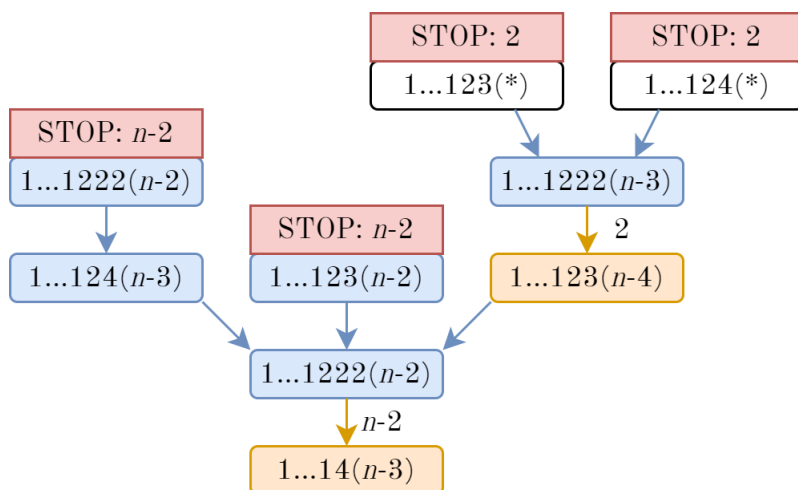 STOP: 2
STOP: 2
1...123(*)
1...124(*)
STOP: n-2
1...1222(n-2)
1...1222(n-3)
2
STOP: n-2
1...124(n-3)
1...123(n-2)
1...123(n-4)
1...1222(n-2)
n-2
1...14(n-3)